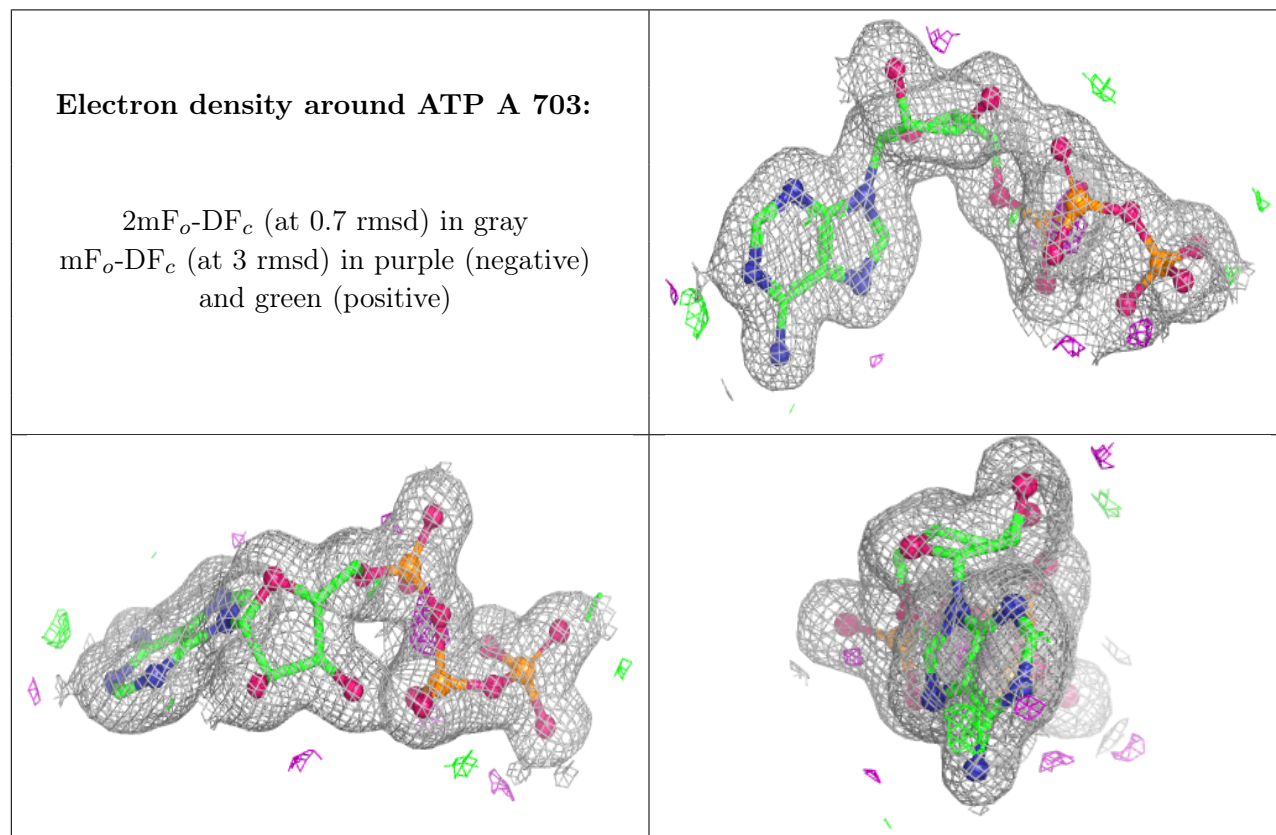 Electron density around ATP A 703:
2mFo-DFc (at 0.7 rmsd) in gray
mFo-DFc (at 3 rmsd) in purple (negative)
and green (positive)